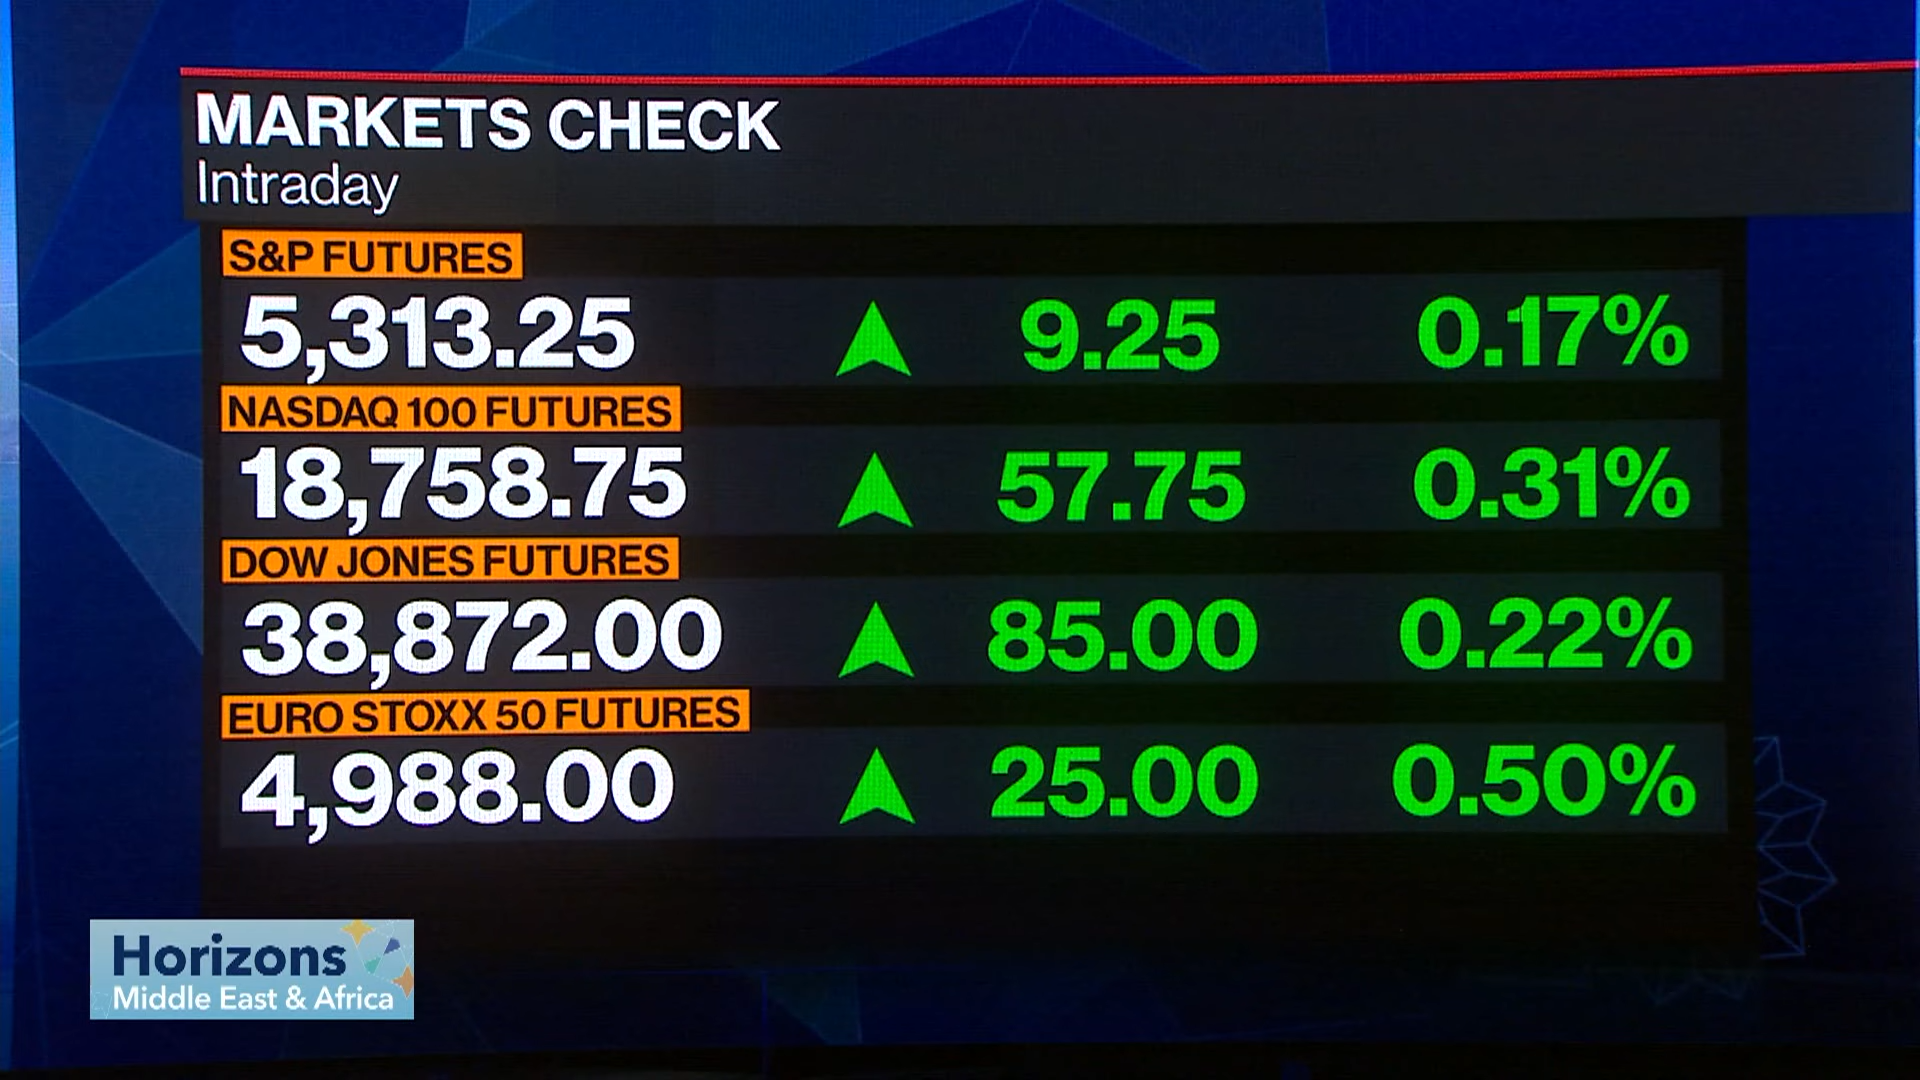 MARKETS CHECK
Intraday
S&P FUTURES
5,313.25 9.25 0.17%
NASDAQ 100 FUTURES
18,758.75 57.75 0.31%
DOW JONES FUTURES
38,872.00 85.00 0.22%
EURO STOXX 50 FUTURES
4,988.00 25.00 0.50%
Horizons
Middle East & Africa